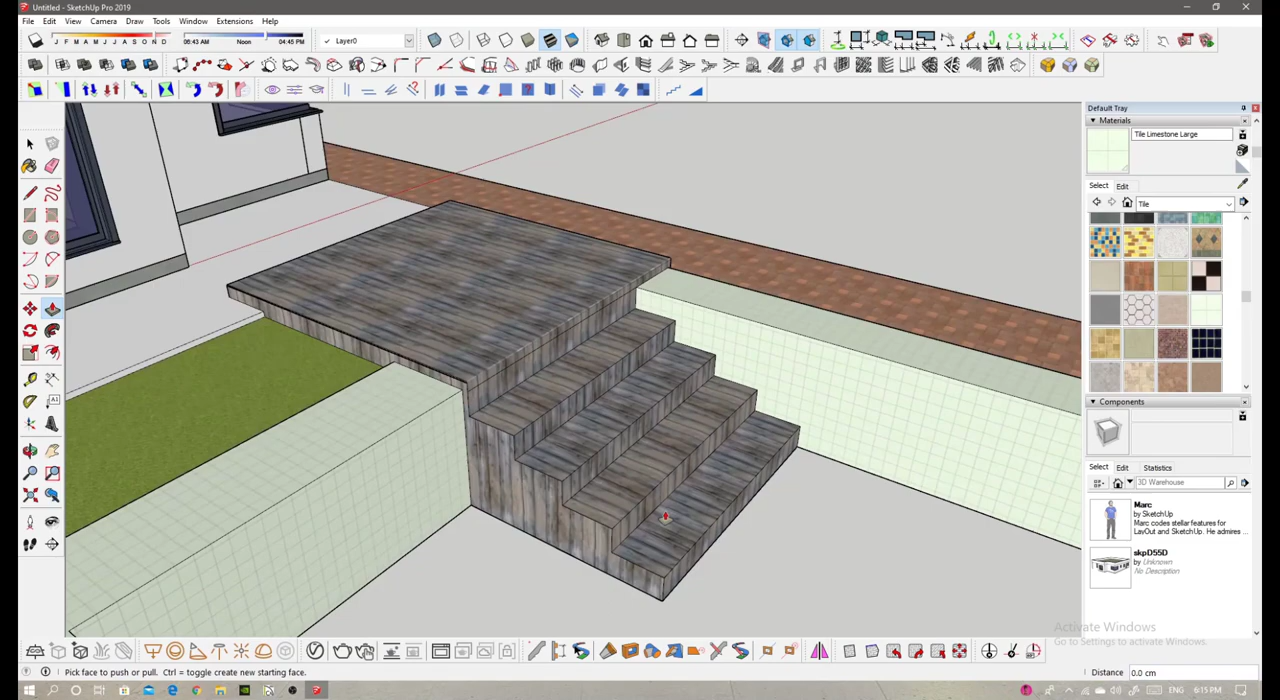 Untitled - SketchUp Pro 2019
File Edit View Camera Draw Tools Window Extensions Help
J F M A M J J A S O N D
06:43 AM Noon 04:45 PM
Layer0
Default Tray
Materials
Tile Limestone Large
Select Edit
Tile
Components
Select Edit Statistics
3D Warehouse
Marc
by SketchUp
Marc codes stellar features for
LayOut and SketchUp. He admires ...
skpD55D
by Unknown
No Description
Activate Windows
Go to Settings to activate Windows.
Pick face to push or pull. Ctrl = toggle create new starting face.
Distance 0.0 cm
ENG 6:15 PM